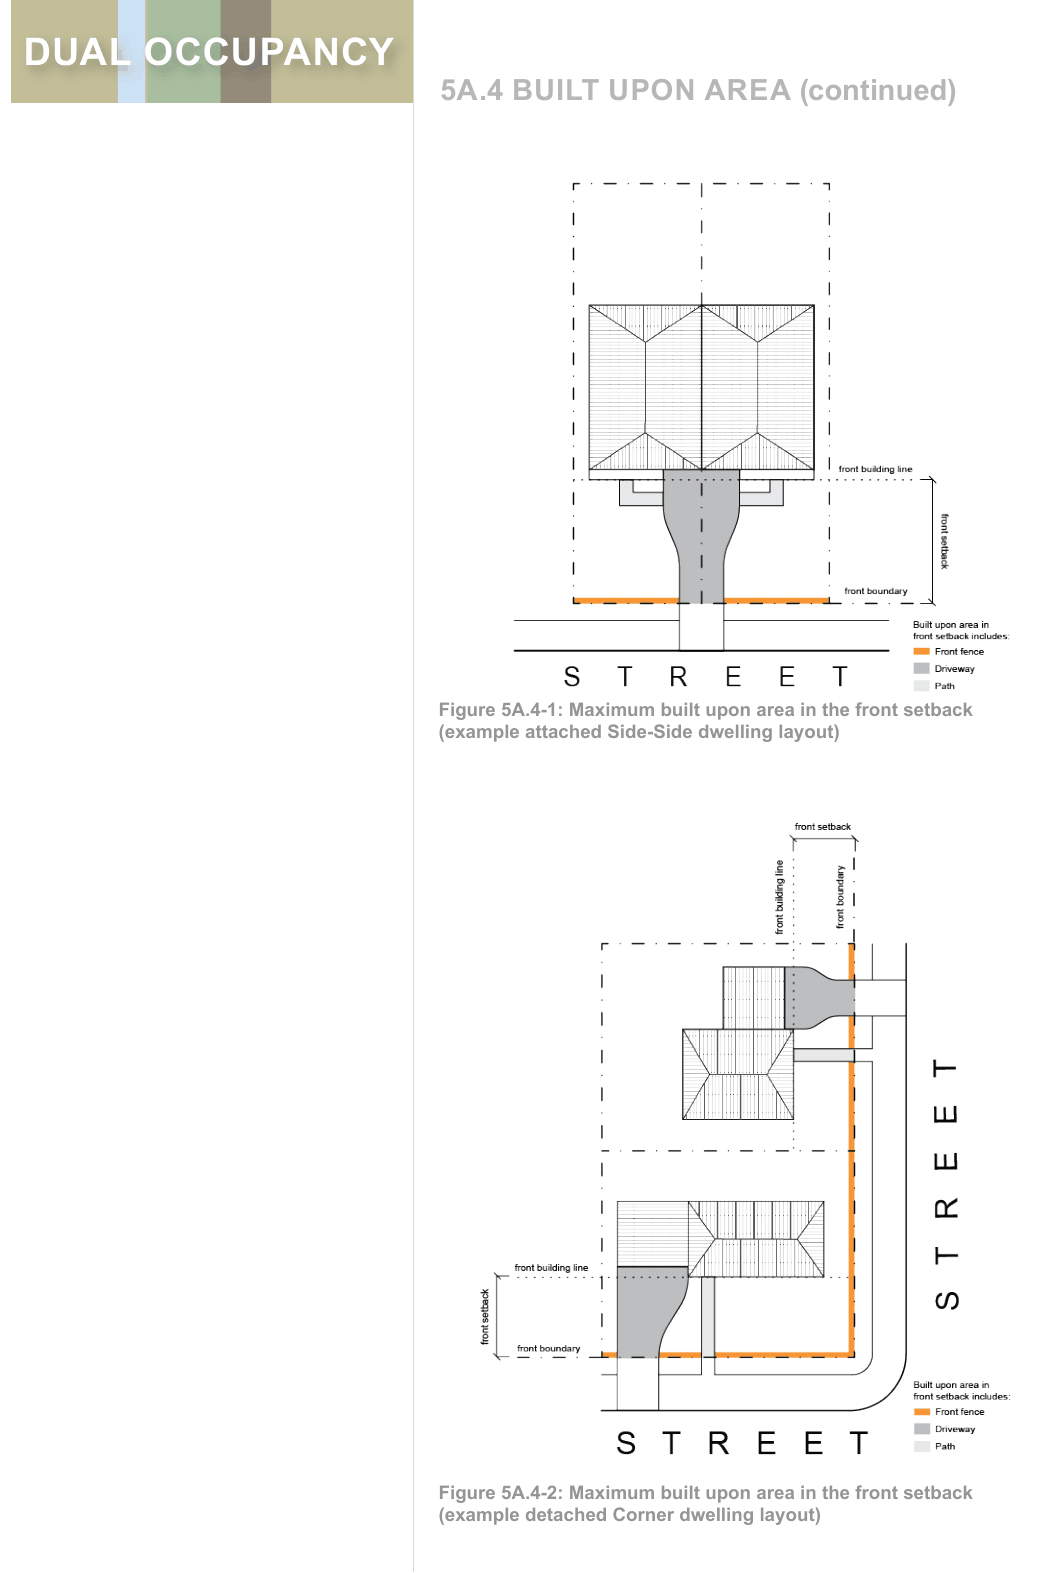 DUAL OCCUPANCY
5A.4 BUILT UPON AREA (continued)
front building line
front setback
front boundary
Built upon area in
front setback includes:
Front fence
Driveway
Path
S T R E E T
Figure 5A.4-1: Maximum built upon area in the front setback
(example attached Side-Side dwelling layout)
front setback
front building line
front boundary
S T R E E T
front building line
front setback
front boundary
Built upon area in
front setback includes:
Front fence
Driveway
Path
S T R E E T
Figure 5A.4-2: Maximum built upon area in the front setback
(example detached Corner dwelling layout)